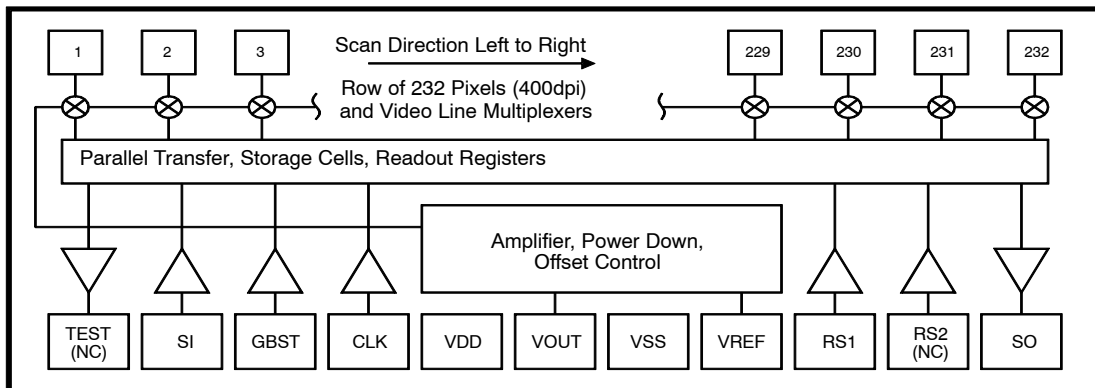 1 2 3 Scan Direction Left to Right 229 230 231 232
Row of 232 Pixels (400dpi)
and Video Line Multiplexers
Parallel Transfer, Storage Cells, Readout Registers
Amplifier, Power Down,
Offset Control
TEST
(NC)
SI
GBST
CLK
VDD
VOUT
VSS
VREF
RS1
RS2
(NC)
SO